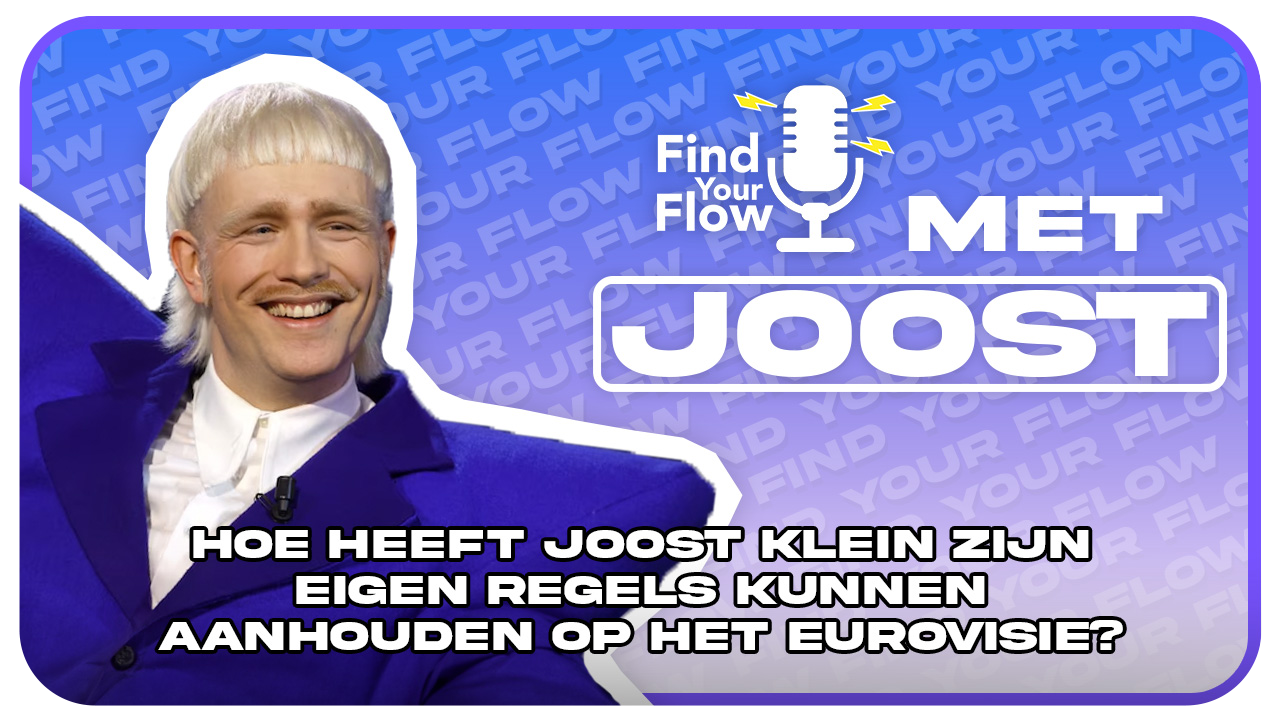 Find
Your
Flow
MET
JOOST
HOE HEEFT JOOST KLEIN ZIJN
EIGEN REGELS KUNNEN
AANHOUDEN OP HET EUROVISIE?